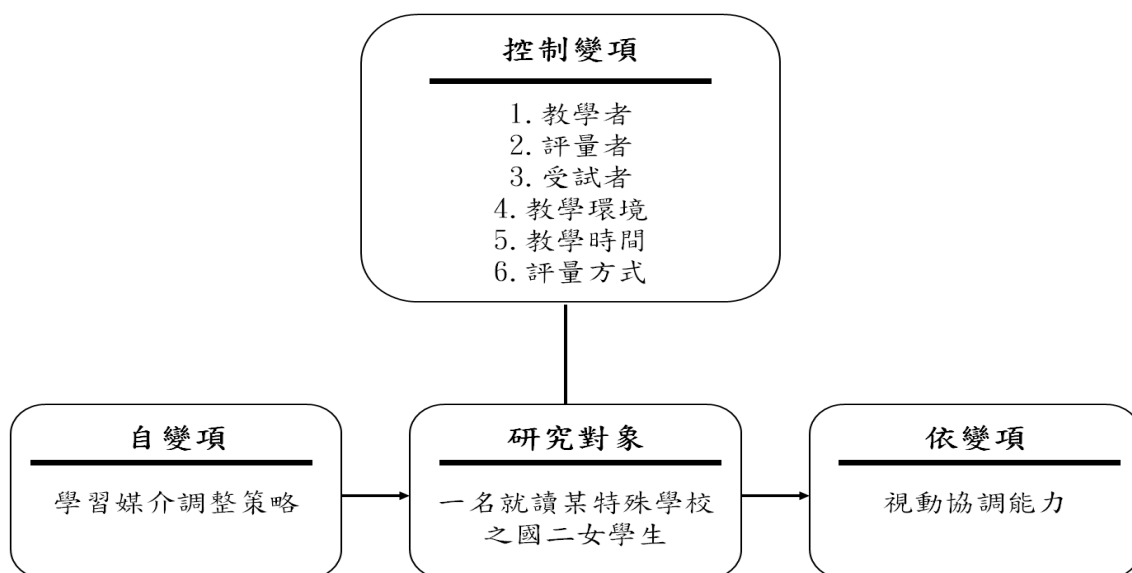 控制變項
1. 教學者
2. 評量者
3. 受試者
4. 教學環境
5. 教學時間
6. 評量方式
自變項
學習媒介調整策略
研究對象
一名就讀某特殊學校
之國二女學生
依變項
視動協調能力